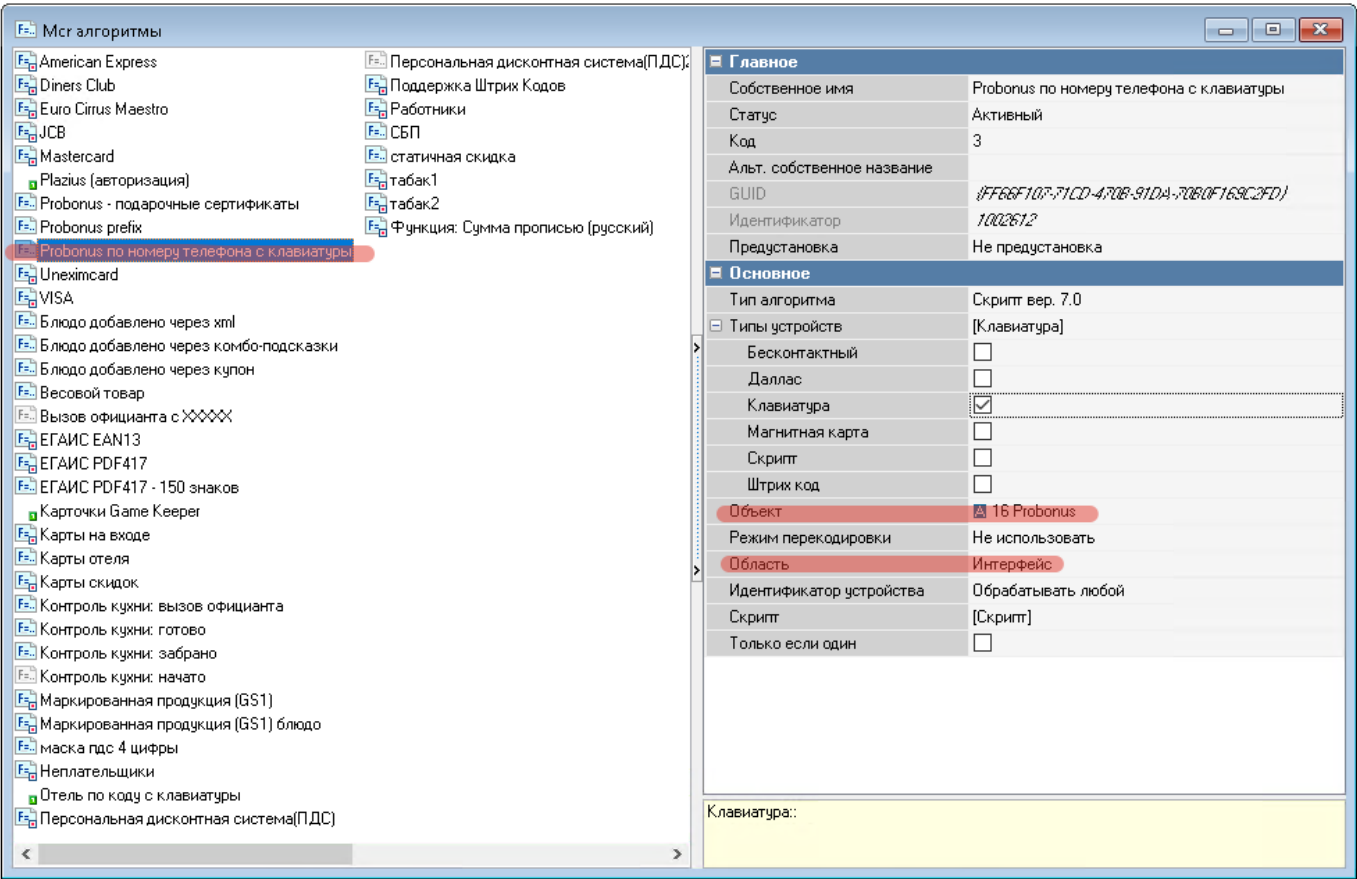 Mcr алгоритмы
American Express
Diners Club
Euro Cirrus Maestro
JCB
Mastercard
Plazius (авторизация)
Probonus - подарочные сертификаты
Probonus prefix
Probonus по номеру телефона с клавиатуры
Uneximcard
VISA
Блюдо добавлено через xml
Блюдо добавлено через комбо-подсказки
Блюдо добавлено через купон
Весовой товар
Вызов официанта с XXXXX
ЕГАИС EAN13
ЕГАИС PDF417
ЕГАИС PDF417 - 150 знаков
Карточки Game Keeper
Карты на входе
Карты отеля
Карты скидок
Контроль кухни: вызов официанта
Контроль кухни: готово
Контроль кухни: забрано
Контроль кухни: начато
Маркированная продукция (GS1)
Маркированная продукция (GS1) блюдо
маска пдс 4 цифры
Неплательщики
Отель по коду с клавиатуры
Персональная дисконтная система(ПДС)
Персональная дисконтная система(ПДС)2
Поддержка Штрих Кодов
Работники
СБП
статичная скидка
табак1
табак2
Функция: Сумма прописью (русский)
Главное
Собственное имя Probonus по номеру телефона с клавиатуры
Статус Активный
Код 3
Альт. собственное название
GUID {FF66F107-71CD-470B-91DA-70B0F169C2FD}
Идентификатор 1002612
Предустановка Не предустановка
Основное
Тип алгоритма Скрипт вер. 7.0
Типы устройств [Клавиатура]
Бесконтактный
Даллас
Клавиатура
Магнитная карта
Скрипт
Штрих код
Объект 16 Probonus
Режим перекодировки Не использовать
Область Интерфейс
Идентификатор устройства Обрабатывать любой
Скрипт [Скрипт]
Только если один
Клавиатура::